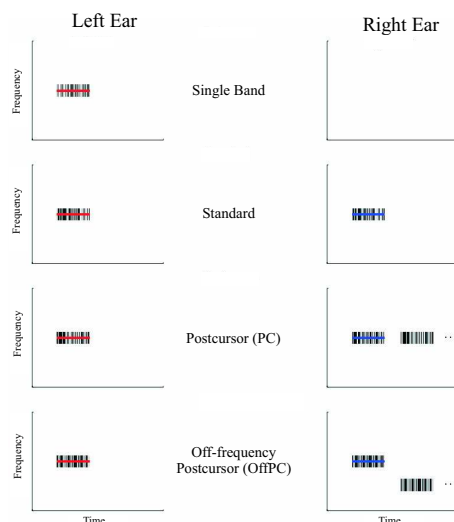 Left Ear
Right Ear
Frequency
Single Band
Frequency
Standard
Frequency
Postcursor (PC)
. .
Frequency
Off-frequency
Postcursor (OffPC)
. .
Time
Time